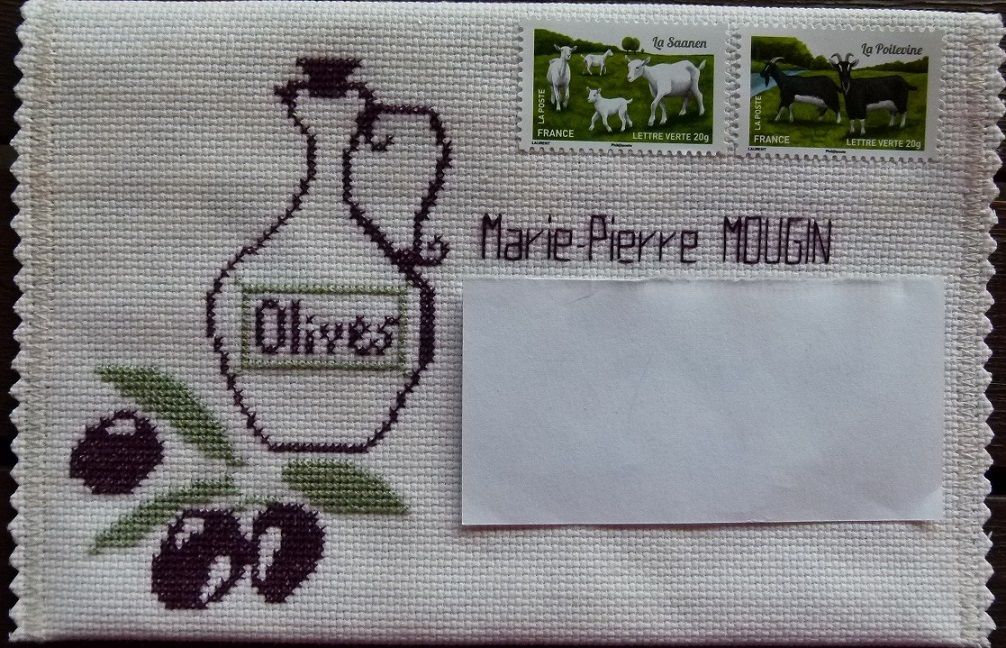 La Saanen
LA POSTE
FRANCE
LETTRE VERTE 20g
La Poitevine
LA POSTE
FRANCE
LETTRE VERTE 20g
Marie-Pierre MOUGIN
Olives